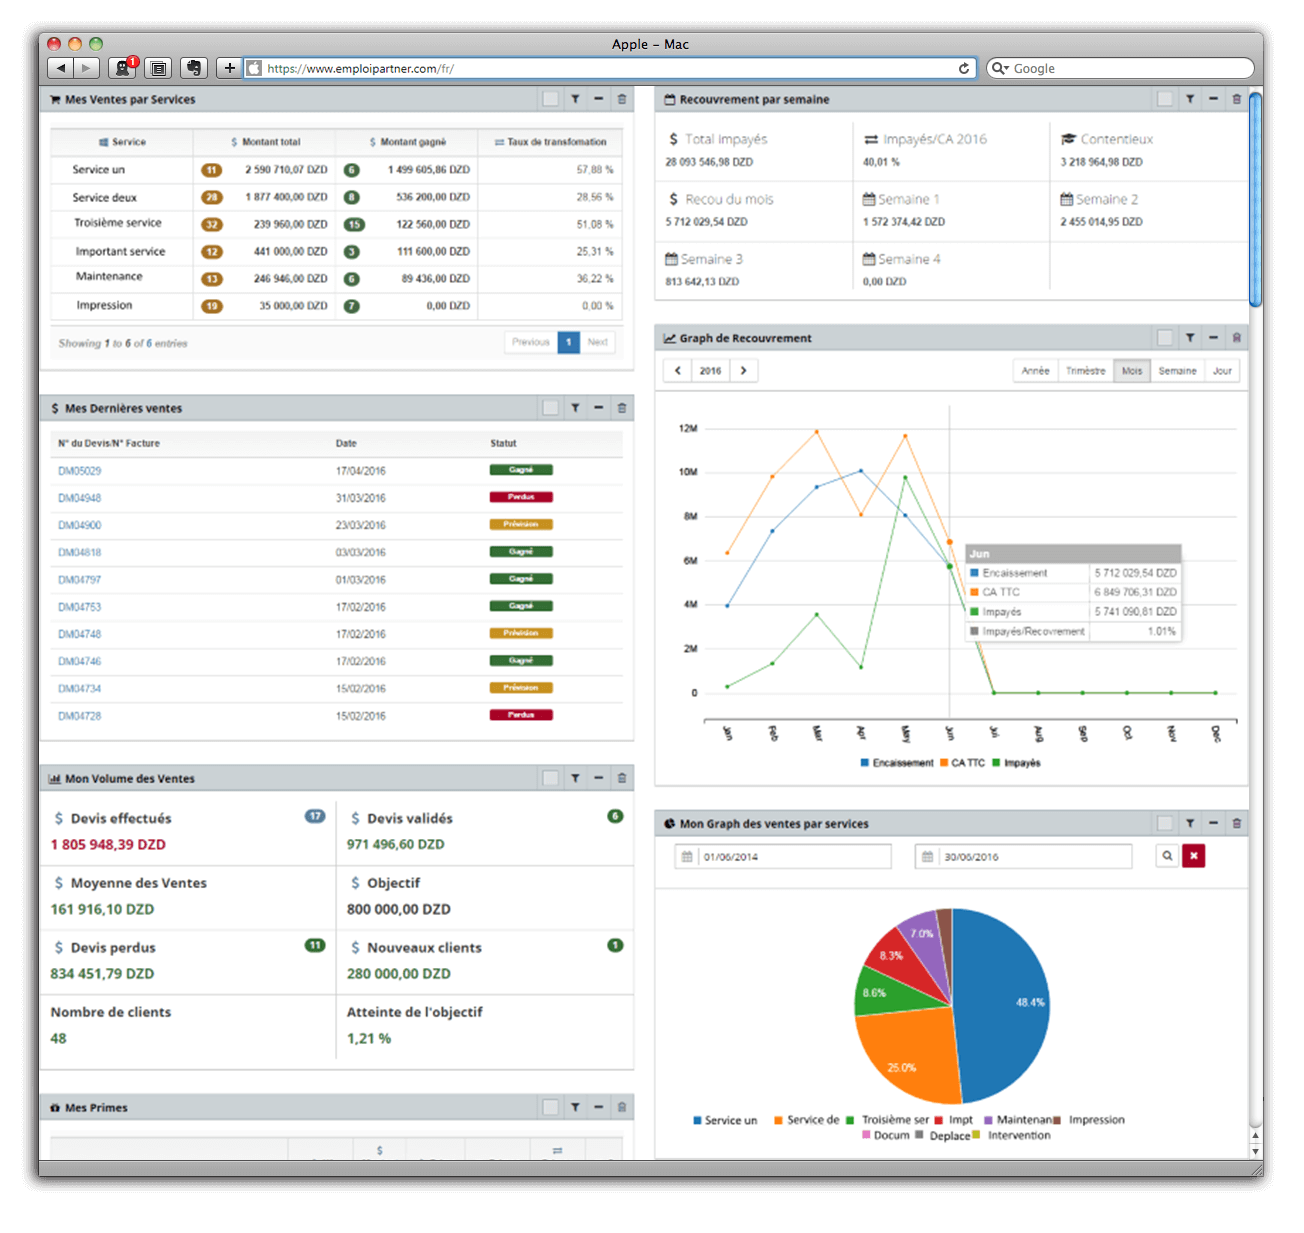 Apple – Mac
1
https://www.emploipartner.com/fr/
Google
Mes Ventes par Services
Service Montant total Montant gagné Taux de transfomation
Service un 11 2 590 710,07 DZD 6 1 499 605,86 DZD 57,88 %
Service deux 28 1 877 400,00 DZD 8 536 200,00 DZD 28,56 %
Troisième service 32 239 960,00 DZD 15 122 560,00 DZD 51,08 %
Important service 12 441 000,00 DZD 3 111 600,00 DZD 25,31 %
Maintenance 13 246 946,00 DZD 6 89 436,00 DZD 36,22 %
Impression 19 35 000,00 DZD 7 0,00 DZD 0,00 %
Showing 1 to 6 of 6 entries
Previous 1 Next
$ Mes Dernières ventes
N° du Devis/N° Facture Date Statut
DM05029 17/04/2016 Gagné
DM04948 31/03/2016 Perdus
DM04900 23/03/2016 Prévision
DM04818 03/03/2016 Gagné
DM04797 01/03/2016 Gagné
DM04753 17/02/2016 Gagné
DM04748 17/02/2016 Prévision
DM04746 17/02/2016 Gagné
DM04734 15/02/2016 Prévision
DM04728 15/02/2016 Perdus
Mon Volume des Ventes
$ Devis effectués 17
1 805 948,39 DZD
$ Devis validés 6
971 496,60 DZD
$ Moyenne des Ventes
161 916,10 DZD
$ Objectif
800 000,00 DZD
$ Devis perdus 11
834 451,79 DZD
$ Nouveaux clients 1
280 000,00 DZD
Nombre de clients
48
Atteinte de l'objectif
1,21 %
Mes Primes
Recouvrement par semaine
$ Total Impayés
28 093 546,98 DZD
Impayés/CA 2016
40,01 %
Contentieux
3 218 964,98 DZD
$ Recou du mois
5 712 029,54 DZD
Semaine 1
1 572 374,42 DZD
Semaine 2
2 455 014,95 DZD
Semaine 3
813 642,13 DZD
Semaine 4
0,00 DZD
Graph de Recouvrement
2016
Année Trimèstre Mois Semaine Jour
12M
10M
8M
6M
4M
2M
0
Jun
Encaissement 5 712 029,54 DZD
CA TTC 6 849 706,31 DZD
Impayés 5 741 090,81 DZD
Impayés/Recovrement 1.01%
Jan Feb Mar Apr May Jun Jul Aug Sep Oct Nov Dec
Encaissement CA TTC Impayés
Mon Graph des ventes par services
01/06/2014 30/06/2016
7.0%
8.3%
8.6%
48.4%
25.0%
Service un Service de Troisième ser Impt Maintenan Impression
Docum Deplace Intervention